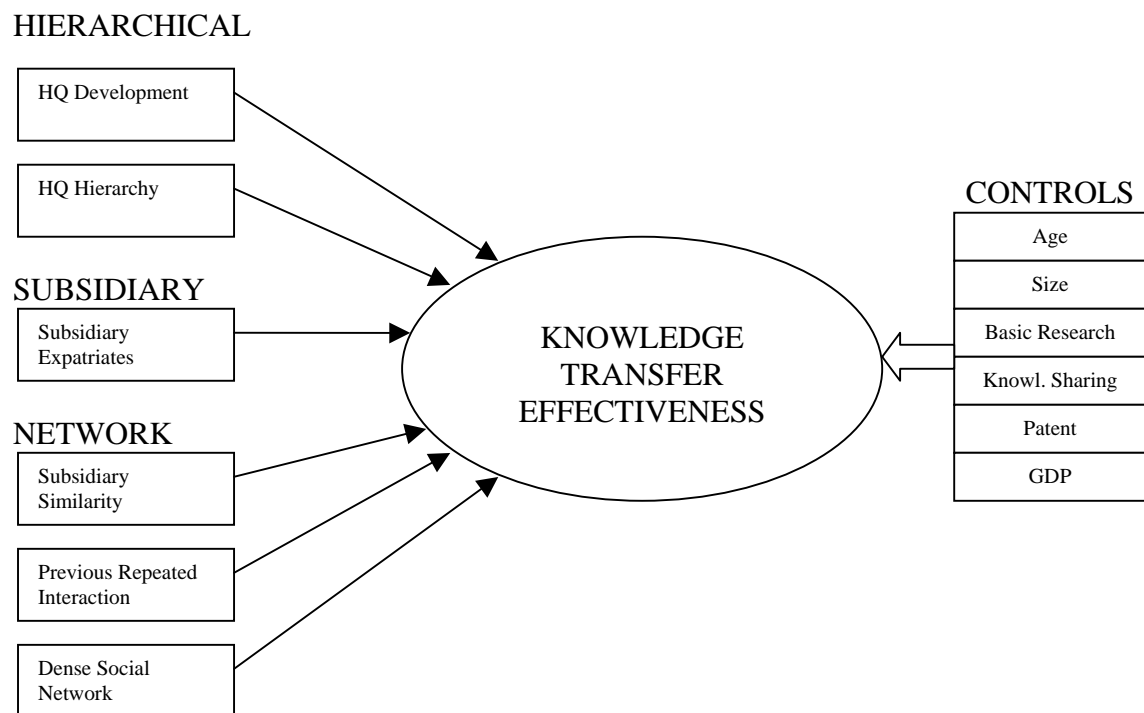 HIERARCHICAL
HQ Development
HQ Hierarchy
SUBSIDIARY
Subsidiary
Expatriates
NETWORK
Subsidiary
Similarity
Previous Repeated
Interaction
Dense Social
Network
KNOWLEDGE
TRANSFER
EFFECTIVENESS
CONTROLS
Age
Size
Basic Research
Knowl. Sharing
Patent
GDP